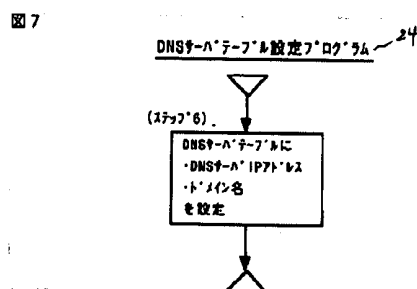 図7
DNSサーバテーブル設定プログラム
24
(ステップ6)
DNSサーバテーブルに
・DNSサーバIPアドレス
・ドメイン名
を設定